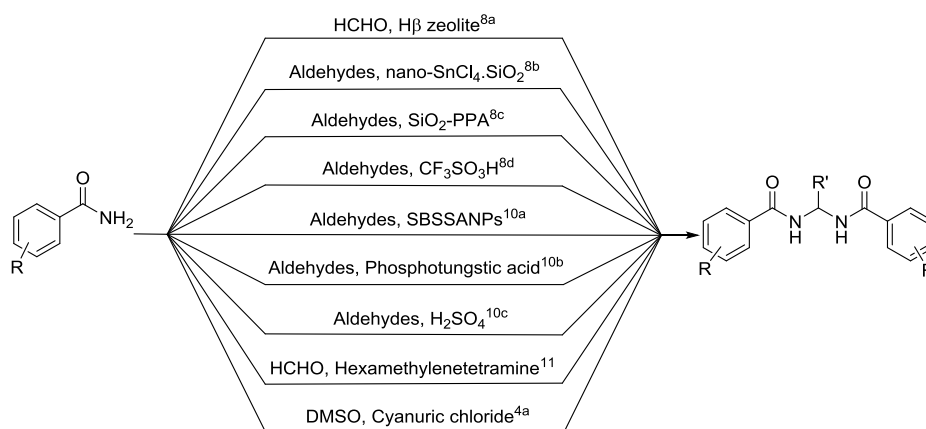 HCHO, Hβ zeolite8a
Aldehydes, nano-SnCl4.SiO28b
Aldehydes, SiO2-PPA8c
Aldehydes, CF3SO3H8d
Aldehydes, SBSSANPs10a
Aldehydes, Phosphotungstic acid10b
Aldehydes, H2SO410c
HCHO, Hexamethylenetetramine11
DMSO, Cyanuric chloride4a
O
NH2
R
O R' O
N N
H H
R R